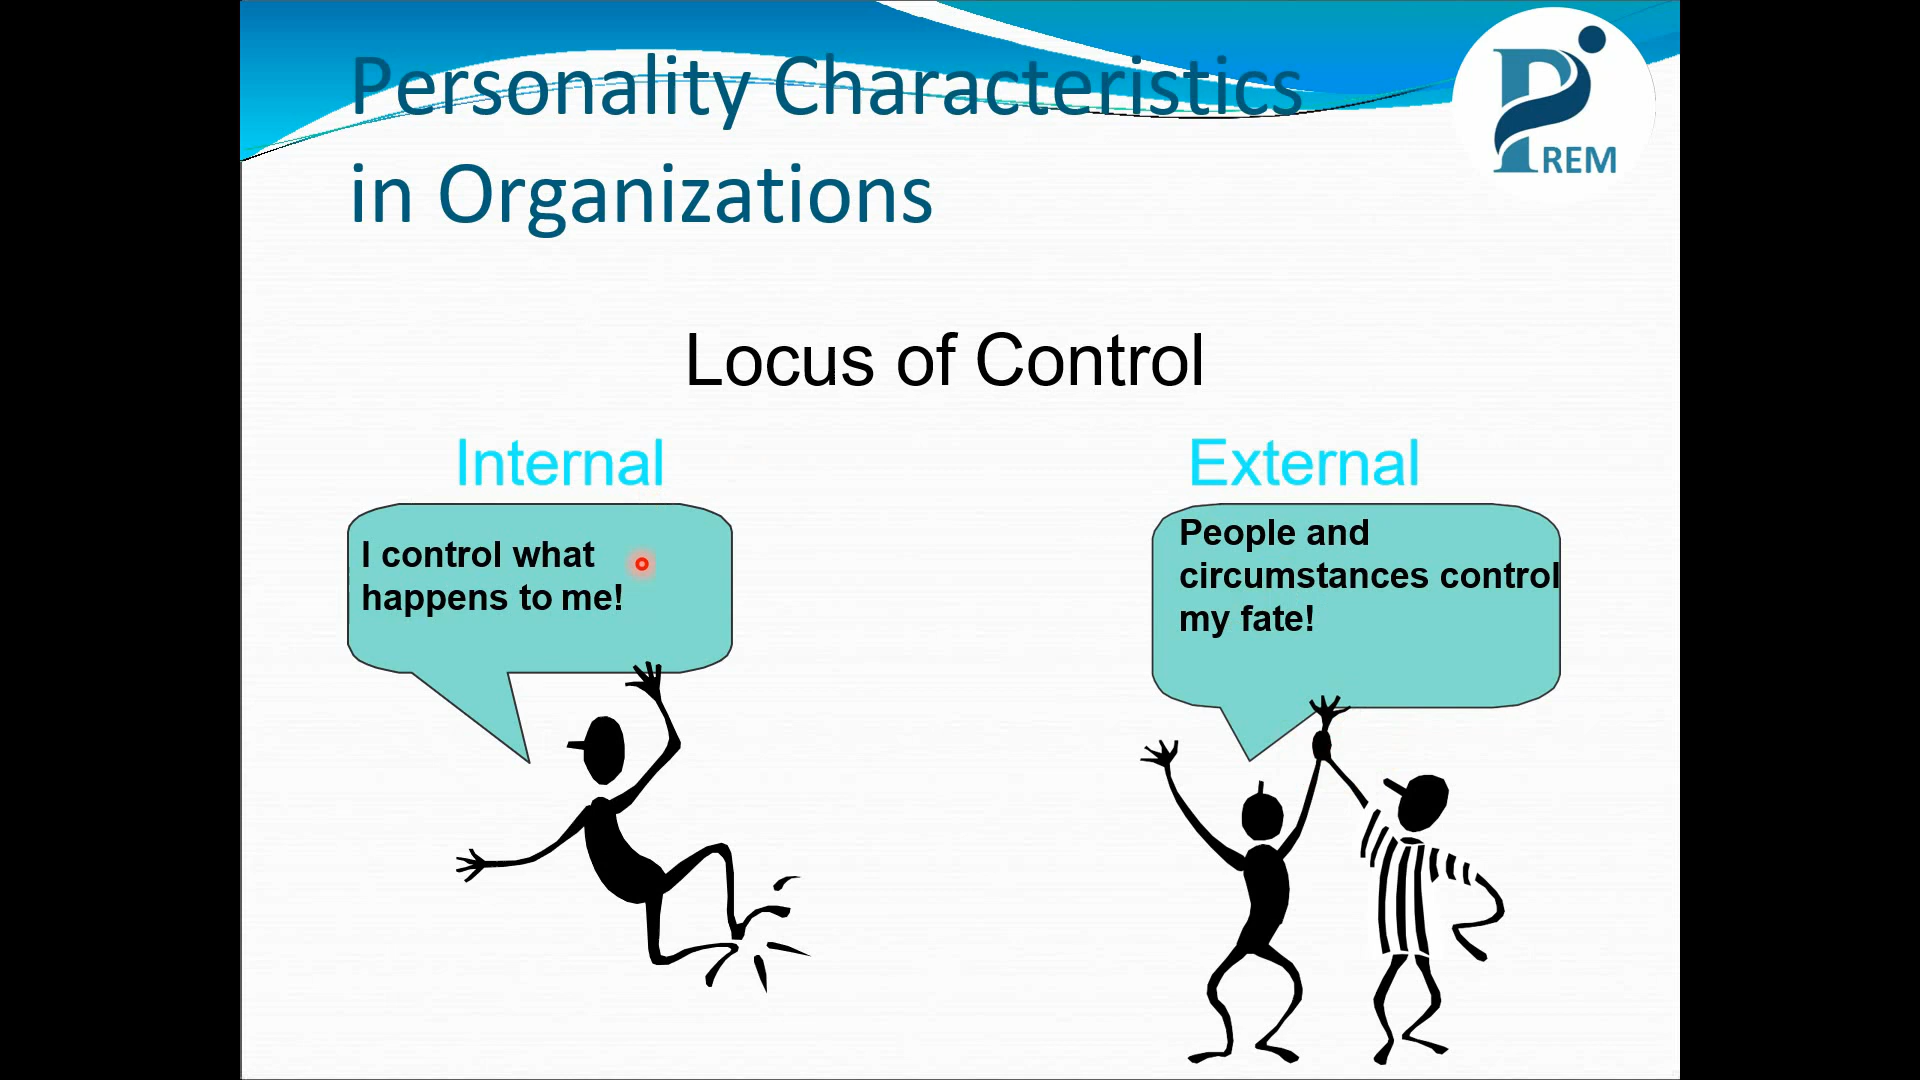 Personality Characteristics
in Organizations
PREM
Locus of Control
Internal
External
I control what
happens to me!
People and
circumstances control
my fate!